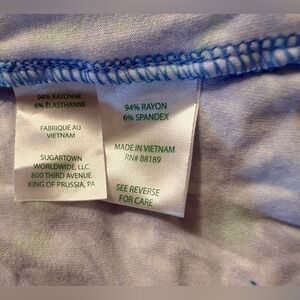 94% RAYONNE
6% ÉLASTHANNE
FABRIQUÉ AU
VIETNAM
SUGARTOWN
WORLDWIDE, LLC
800 THIRD AVENUE
KING OF PRUSSIA, PA
94% RAYON
6% SPANDEX
MADE IN VIETNAM
RN# 88189
SEE REVERSE
FOR CARE